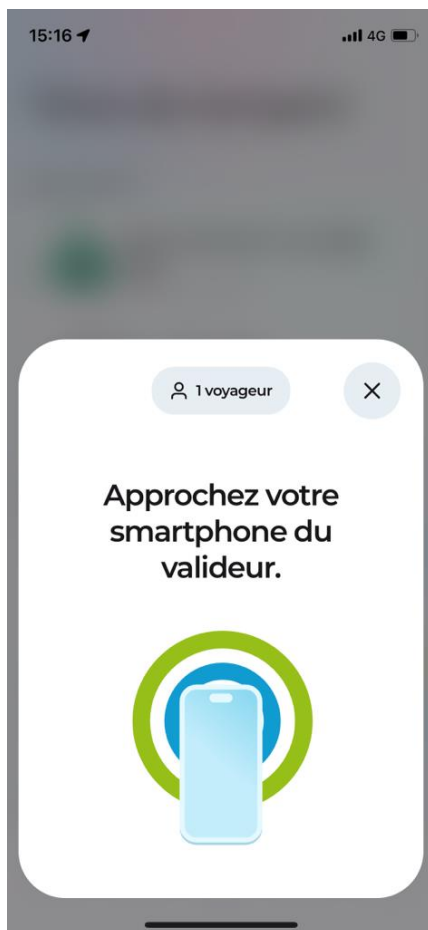 15:16
4G
1 voyageur
Approchez votre
smartphone du
valideur.